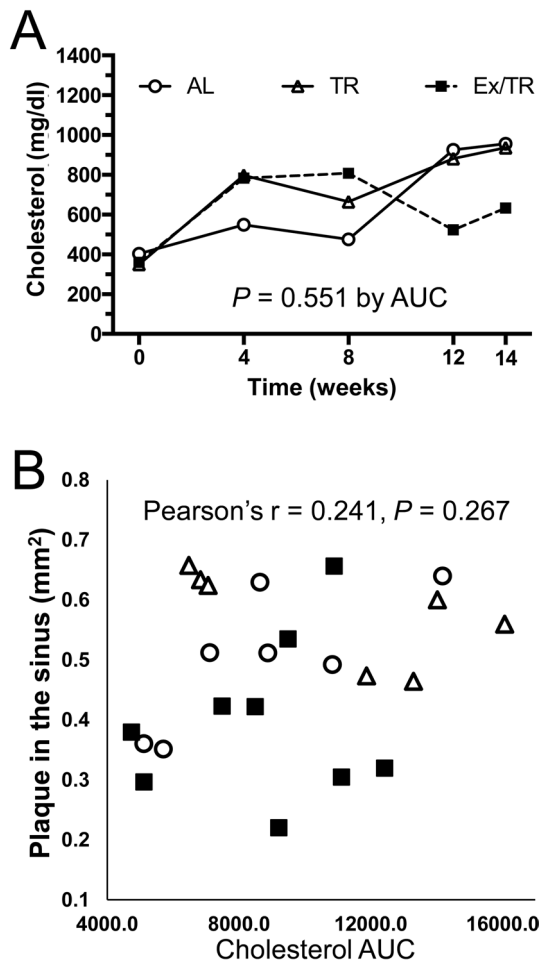 A
1400
1200
1000
800
600
400
200
0
Cholesterol (mg/dl)
AL
TR
Ex/TR
P = 0.551 by AUC
0 4 8 12 14
Time (weeks)
B
0.8
0.7
0.6
0.5
0.4
0.3
0.2
0.1
Plaque in the sinus (mm²)
Pearson's r = 0.241, P = 0.267
4000.0 8000.0 12000.0 16000.0
Cholesterol AUC